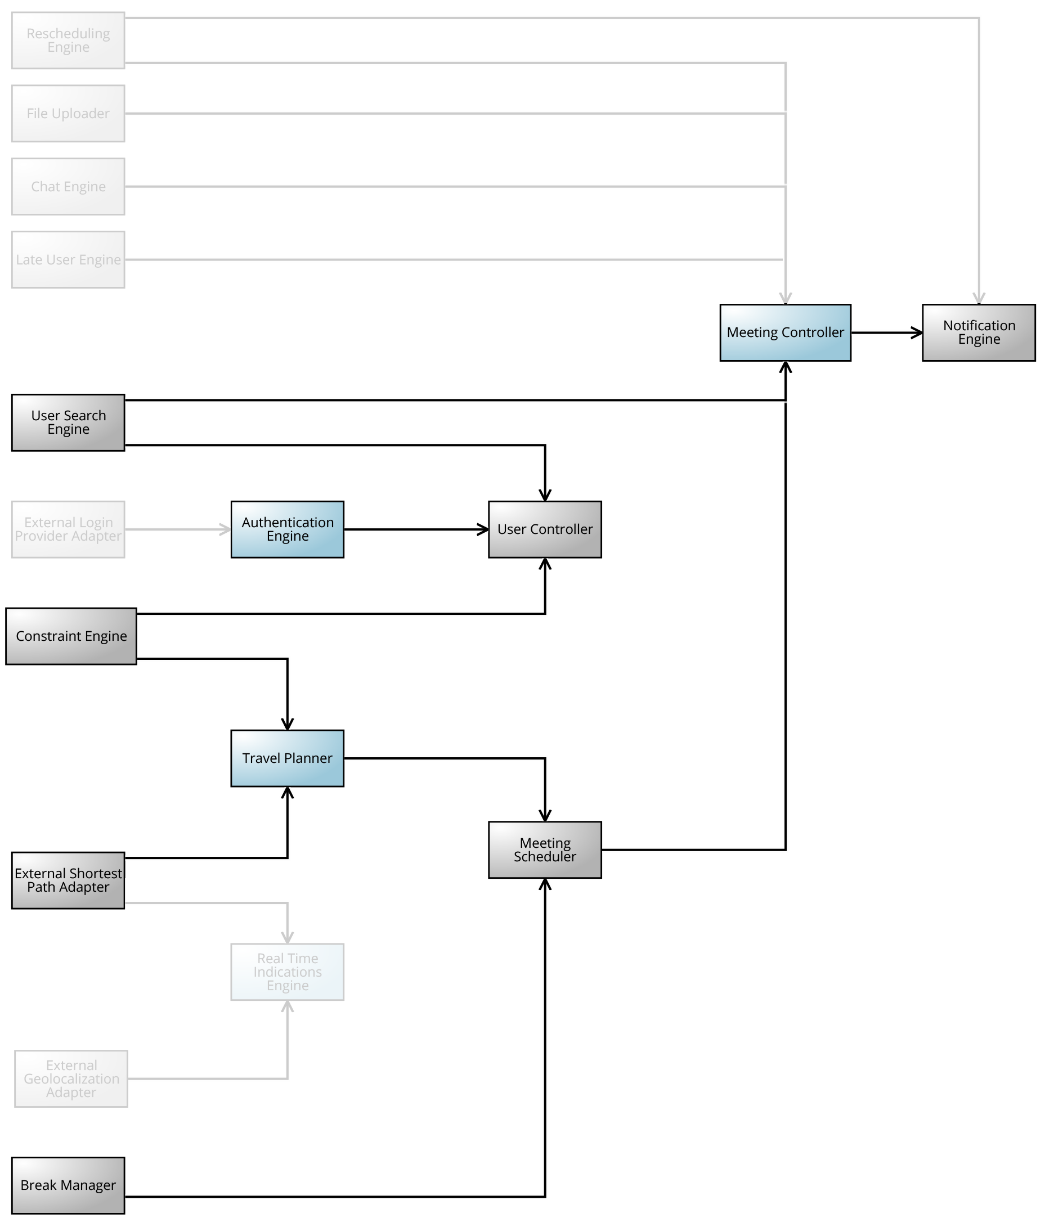 Rescheduling
Engine
File Uploader
Chat Engine
Late User Engine
Meeting Controller
Notification
Engine
User Search
Engine
External Login
Provider Adapter
Authentication
Engine
User Controller
Constraint Engine
Travel Planner
Meeting
Scheduler
External Shortest
Path Adapter
Real Time
Indications
Engine
External
Geolocalization
Adapter
Break Manager